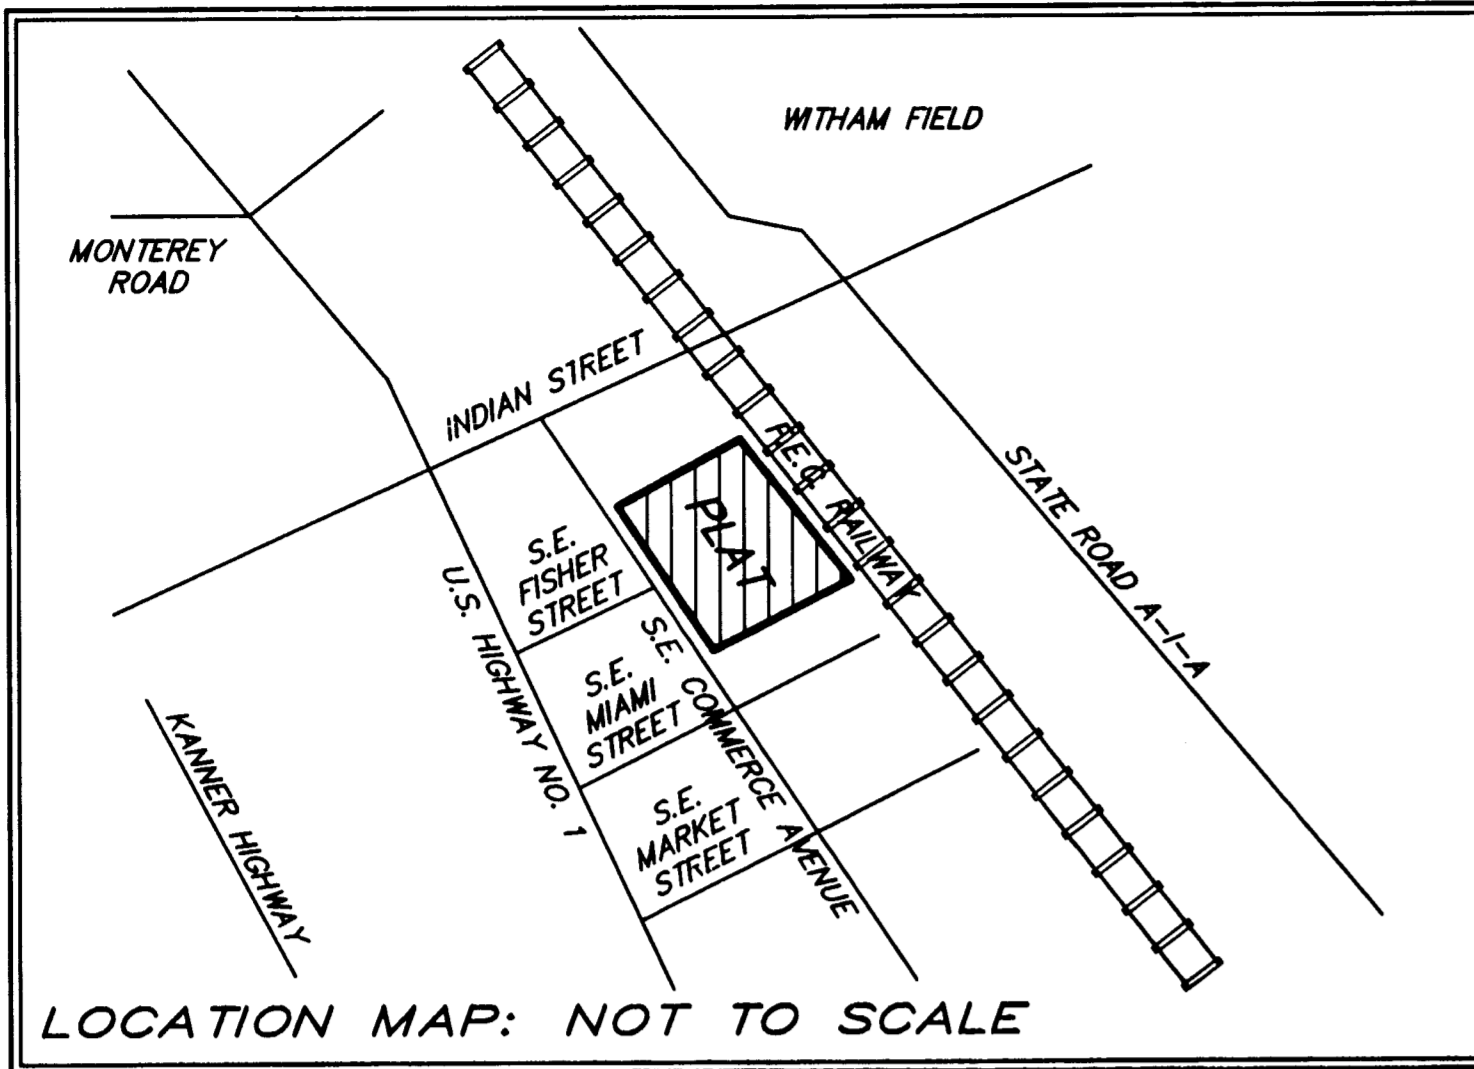 WITHAM FIELD
MONTEREY
ROAD
INDIAN STREET
F.E.C. RAILWAY
STATE ROAD A-1-A
PLAT
S.E.
FISHER
STREET
U.S. HIGHWAY NO. 1
S.E. COMMERCE AVENUE
S.E.
MIAMI
STREET
KANNER HIGHWAY
S.E.
MARKET
STREET
LOCATION MAP: NOT TO SCALE